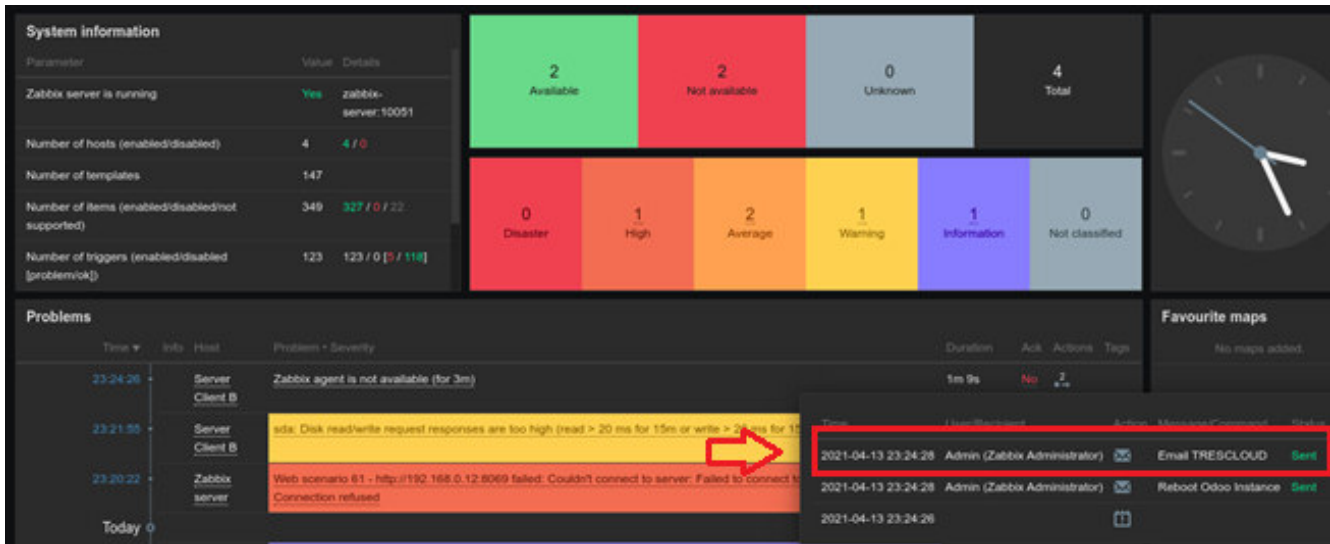 System information
Parameter Value Details
Zabbix server is running Yes zabbix-
server:10051
Number of hosts (enabled/disabled) 4 4 / 0
Number of templates 147
Number of items (enabled/disabled/not
supported) 349 327 / 0 / 22
Number of triggers (enabled/disabled
[problem/ok]) 123 123 / 0 [5 / 118]
2
Available
2
Not available
0
Unknown
4
Total
0
Disaster
1
High
2
Average
1
Warning
1
Information
0
Not classified
Problems
Time ▼ Info Host Problem • Severity Duration Ack Actions Tags
23:24:26 Server
Client B Zabbix agent is not available (for 3m) 1m 9s No 2
23:21:55 Server
Client B sda: Disk read/write request responses are too high (read > 20 ms for 15m or write > 20 ms for
23:20:22 Zabbix
server Web scenario 61 - http://192.168.0.12:8069 failed: Couldn't connect to server: Failed to connect
Connection refused
Today
Favourite maps
No maps added.
Time User/Recipient Action Message/Command Status
2021-04-13 23:24:28 Admin (Zabbix Administrator) Email TRESCLOUD Sent
2021-04-13 23:24:28 Admin (Zabbix Administrator) Reboot Odoo Instance Sent
2021-04-13 23:24:26